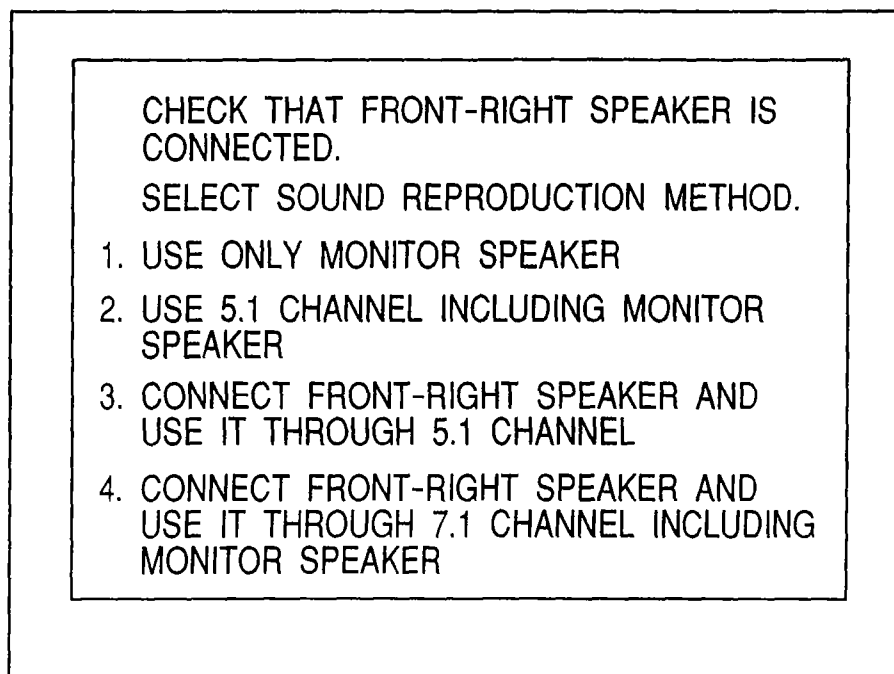 CHECK THAT FRONT-RIGHT SPEAKER IS
CONNECTED.
SELECT SOUND REPRODUCTION METHOD.
1. USE ONLY MONITOR SPEAKER
2. USE 5.1 CHANNEL INCLUDING MONITOR
SPEAKER
3. CONNECT FRONT-RIGHT SPEAKER AND
USE IT THROUGH 5.1 CHANNEL
4. CONNECT FRONT-RIGHT SPEAKER AND
USE IT THROUGH 7.1 CHANNEL INCLUDING
MONITOR SPEAKER